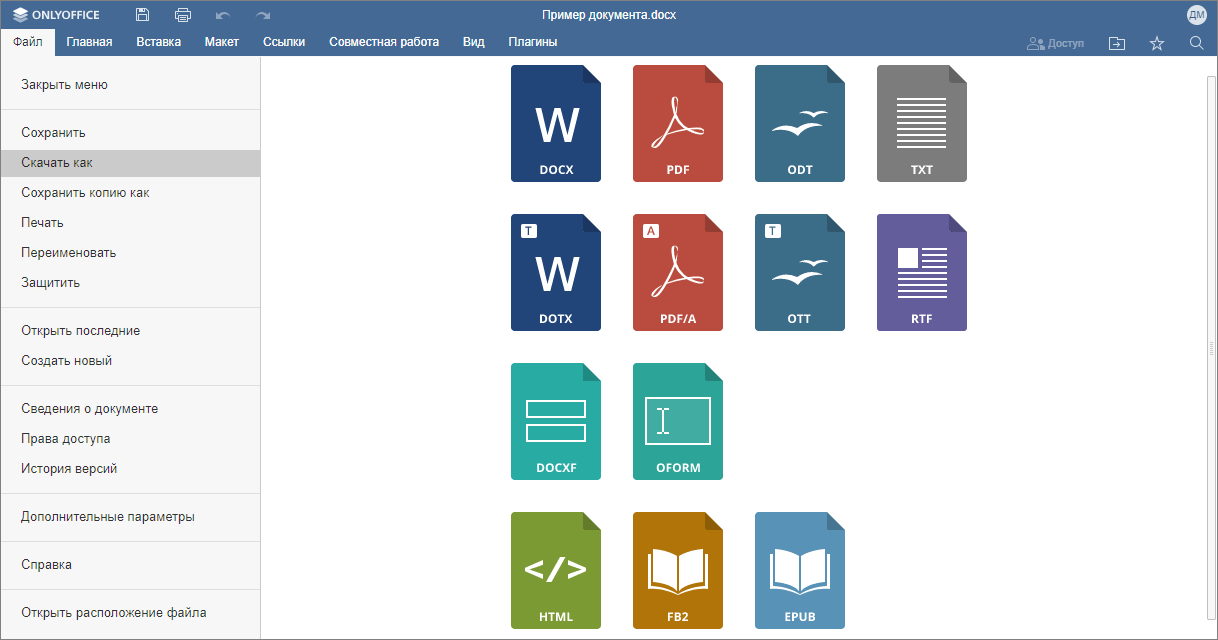 ONLYOFFICE
Пример документа.docx
ДМ
Файл Главная Вставка Макет Ссылки Совместная работа Вид Плагины Доступ
Закрыть меню
Сохранить
Скачать как
Сохранить копию как
Печать
Переименовать
Защитить
Открыть последние
Создать новый
Сведения о документе
Права доступа
История версий
Дополнительные параметры
Справка
Открыть расположение файла
W
DOCX PDF ODT TXT
T A T
W
DOTX PDF/A OTT RTF
DOCXF OFORM
</>
HTML FB2 EPUB